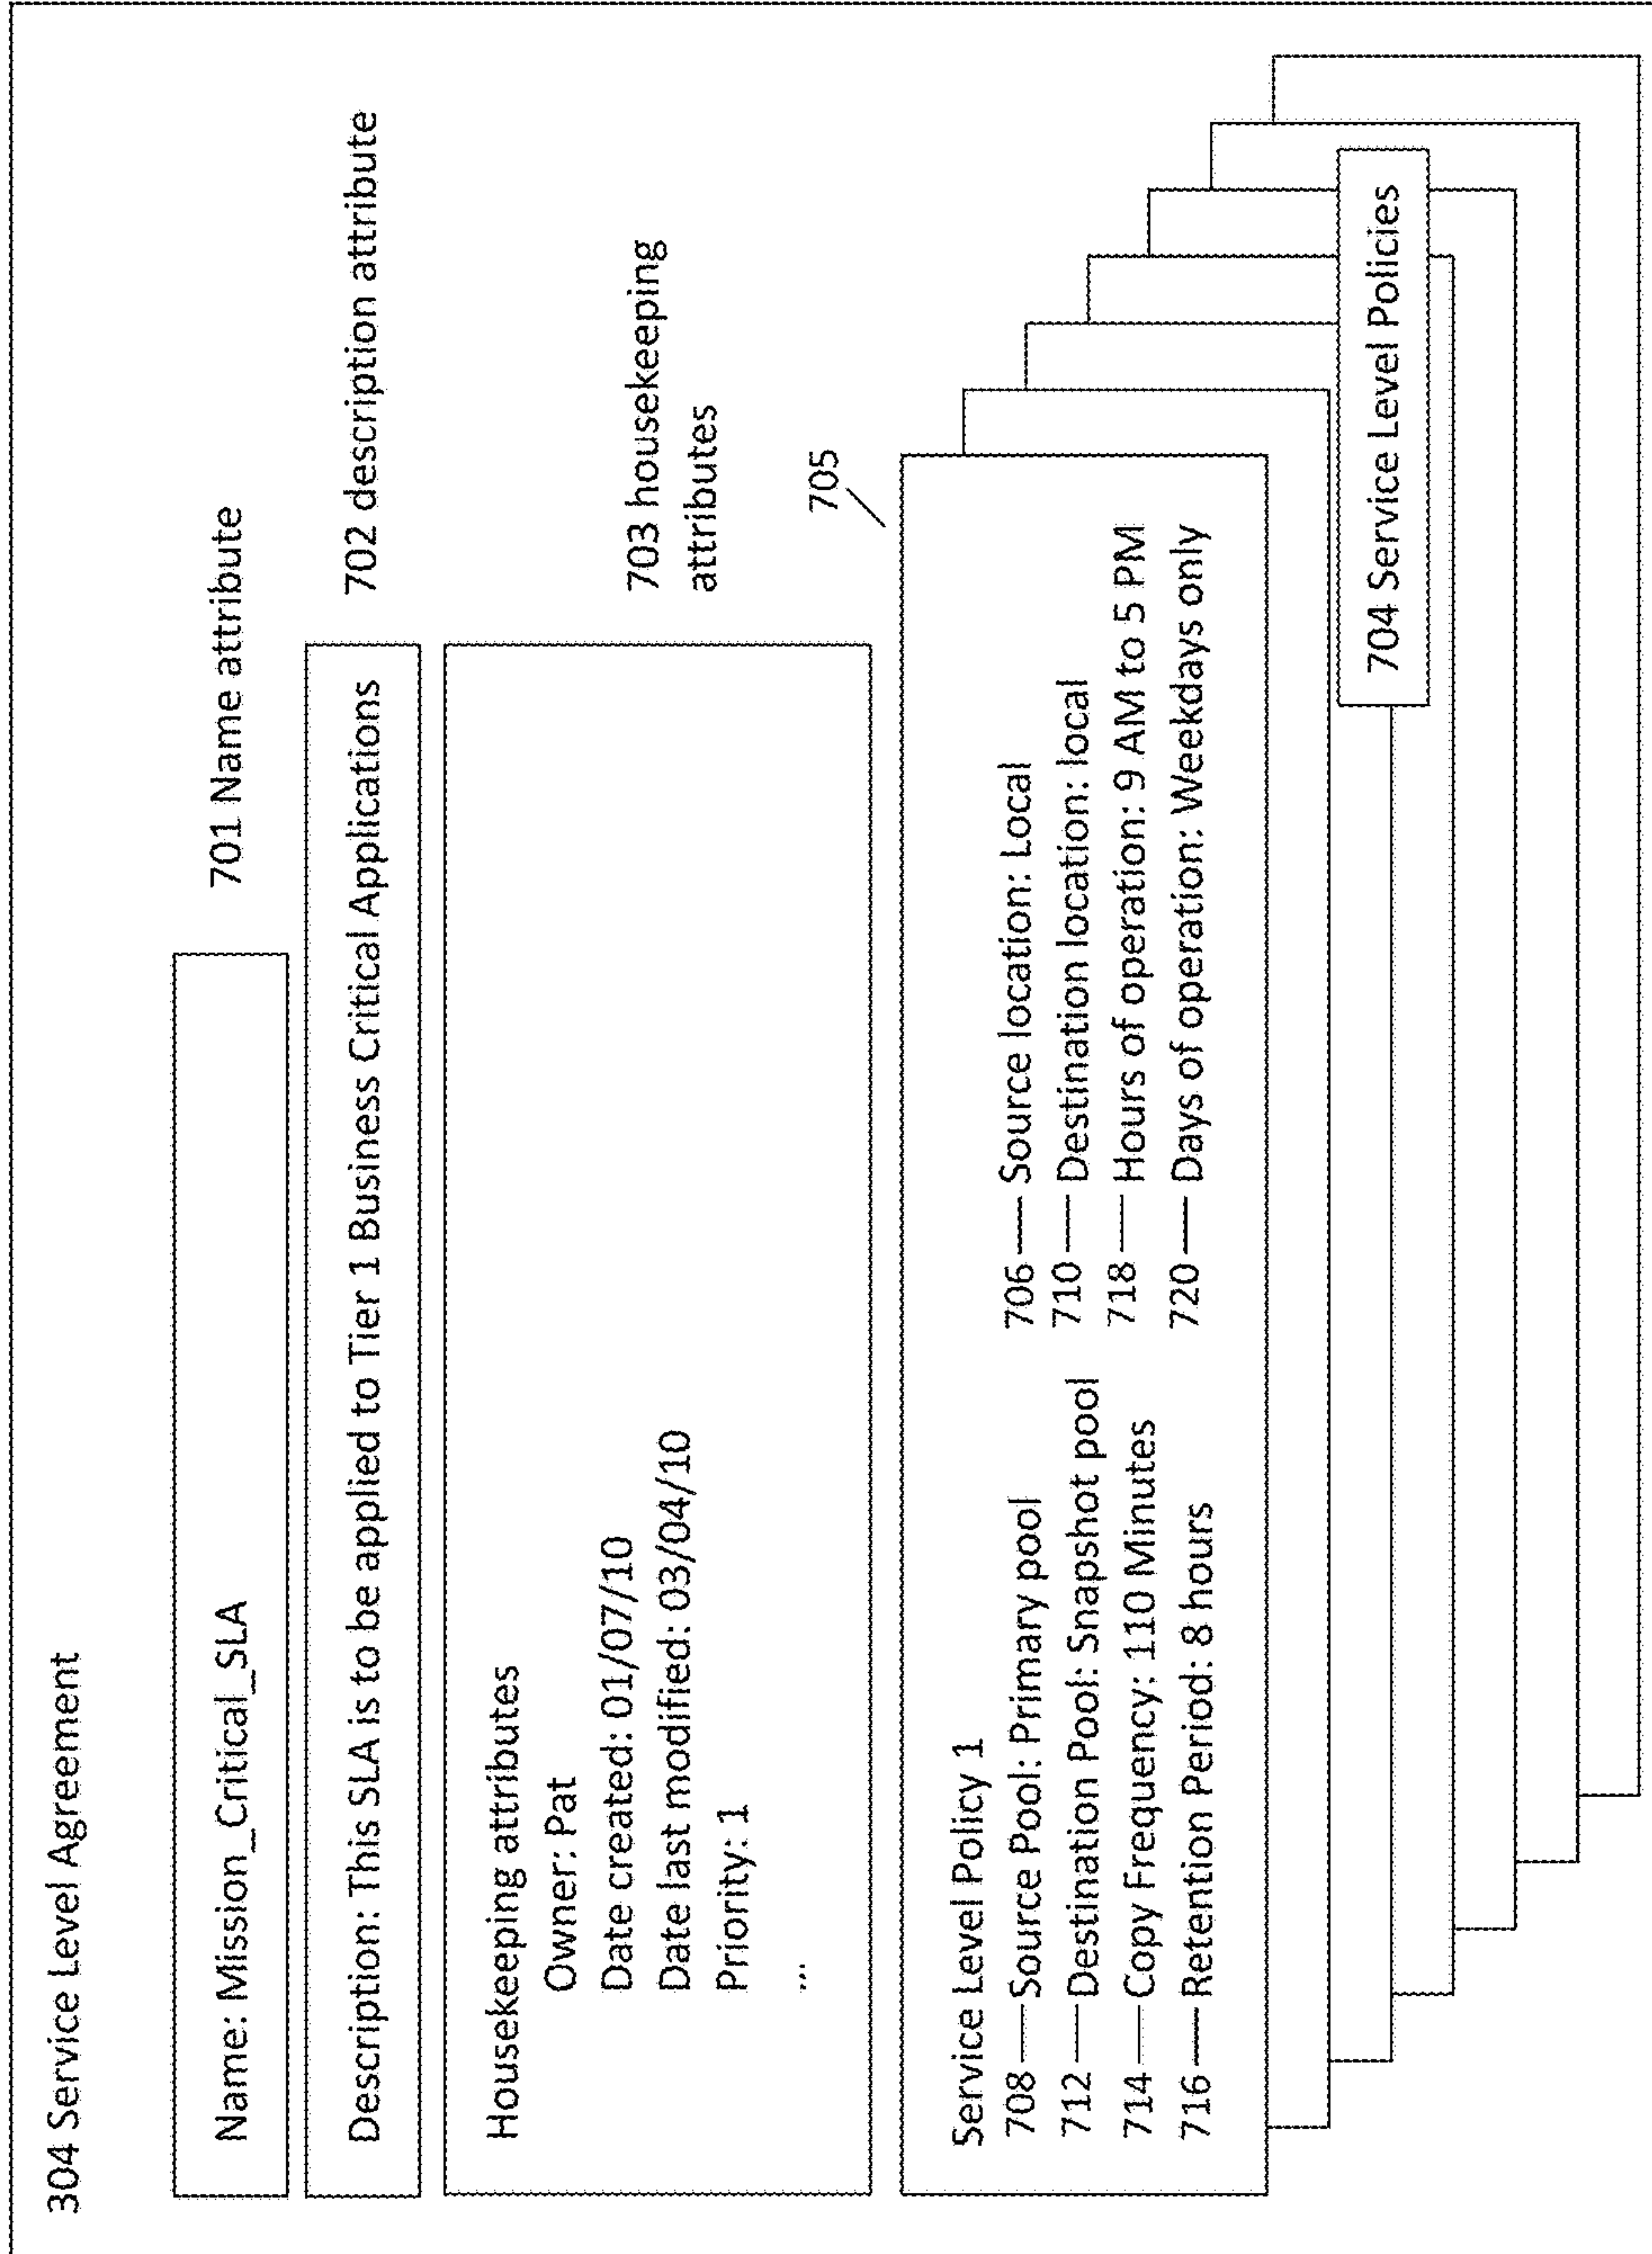 304 Service Level Agreement
Name: Mission_Critical_SLA
701 Name attribute
Description: This SLA is to be applied to Tier 1 Business Critical Applications
702 description attribute
Housekeeping attributes
Owner: Pat
Date created: 01/07/10
Date last modified: 03/04/10
Priority: 1
...
703 housekeeping
attributes
705
Service Level Policy 1
708 Source Pool: Primary pool
706 Source location: Local
712 Destination Pool: Snapshot pool
710 Destination location: local
714 Copy Frequency: 110 Minutes
718 Hours of operation: 9 AM to 5 PM
716 Retention Period: 8 hours
720 Days of operation: Weekdays only
704 Service Level Policies